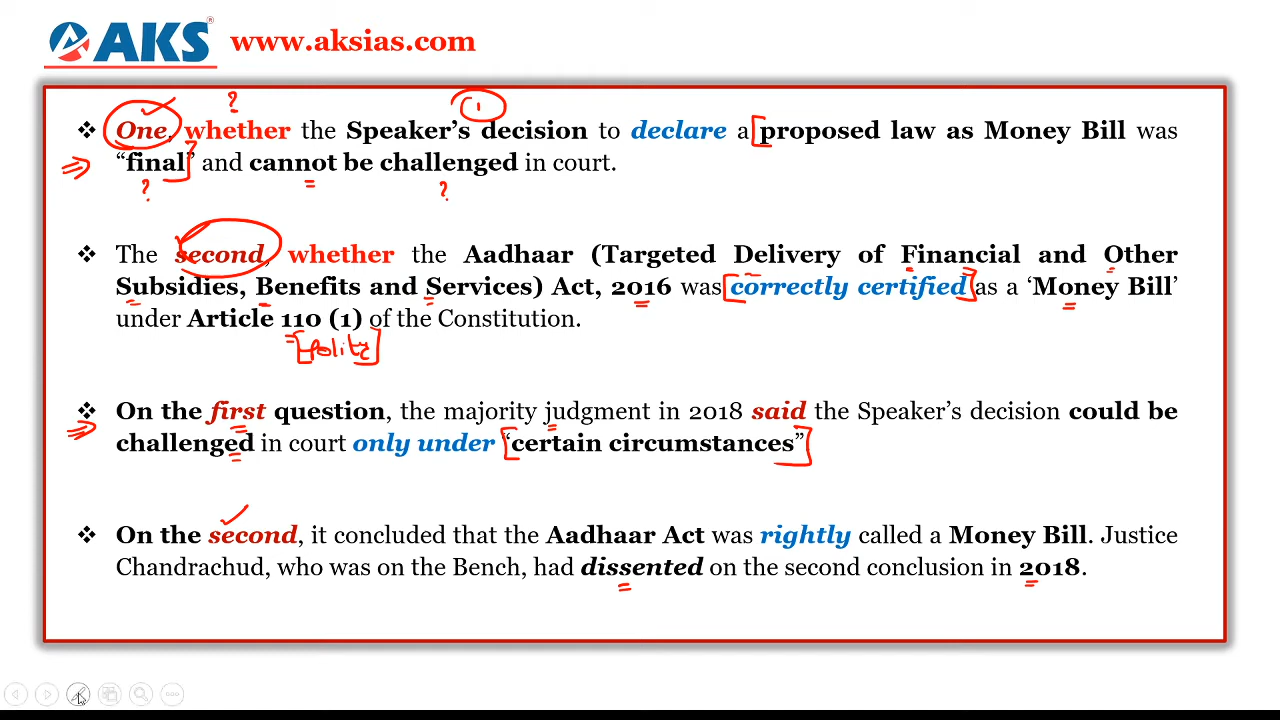 AKS® www.aksias.com
?
(1
❖ One, whether the Speaker's decision to declare a proposed law as Money Bill was
"final" and cannot be challenged in court.
? ?
❖ The second, whether the Aadhaar (Targeted Delivery of Financial and Other
Subsidies, Benefits and Services) Act, 2016 was correctly certified as a 'Money Bill'
under Article 110 (1) of the Constitution.
Polity
❖ On the first question, the majority judgment in 2018 said the Speaker's decision could be
challenged in court only under "certain circumstances"
❖ On the second, it concluded that the Aadhaar Act was rightly called a Money Bill. Justice
Chandrachud, who was on the Bench, had dissented on the second conclusion in 2018.